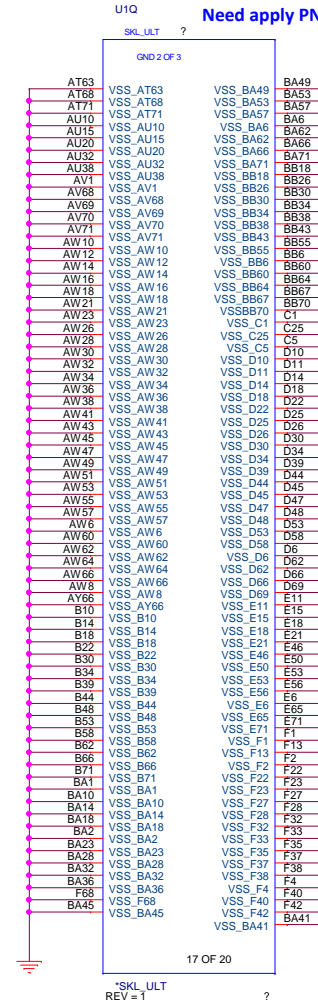 U1Q
Need apply PN
SKL_ULT ?
GND 2 OF 3
AT63 VSS_AT63 VSS_BA49 BA49
AT68 VSS_AT68 VSS_BA53 BA53
AT71 VSS_AT71 VSS_BA57 BA57
AU10 VSS_AU10 VSS_BA6 BA6
AU15 VSS_AU15 VSS_BA62 BA62
AU20 VSS_AU20 VSS_BA66 BA66
AU32 VSS_AU32 VSS_BA71 BA71
AU38 VSS_AU38 VSS_BB18 BB18
AV1 VSS_AV1 VSS_BB26 BB26
AV68 VSS_AV68 VSS_BB30 BB30
AV69 VSS_AV69 VSS_BB34 BB34
AV70 VSS_AV70 VSS_BB38 BB38
AV71 VSS_AV71 VSS_BB43 BB43
AW10 VSS_AW10 VSS_BB55 BB55
AW12 VSS_AW12 VSS_BB6 BB6
AW14 VSS_AW14 VSS_BB60 BB60
AW16 VSS_AW16 VSS_BB64 BB64
AW18 VSS_AW18 VSS_BB67 BB67
AW21 VSS_AW21 VSSBB70 BB70
AW23 VSS_AW23 VSS_C1 C1
AW26 VSS_AW26 VSS_C25 C25
AW28 VSS_AW28 VSS_C5 C5
AW30 VSS_AW30 VSS_D10 D10
AW32 VSS_AW32 VSS_D11 D11
AW34 VSS_AW34 VSS_D14 D14
AW36 VSS_AW36 VSS_D18 D18
AW38 VSS_AW38 VSS_D22 D22
AW41 VSS_AW41 VSS_D25 D25
AW43 VSS_AW43 VSS_D26 D26
AW45 VSS_AW45 VSS_D30 D30
AW47 VSS_AW47 VSS_D34 D34
AW49 VSS_AW49 VSS_D39 D39
AW51 VSS_AW51 VSS_D44 D44
AW53 VSS_AW53 VSS_D45 D45
AW55 VSS_AW55 VSS_D47 D47
AW57 VSS_AW57 VSS_D48 D48
AW6 VSS_AW6 VSS_D53 D53
AW60 VSS_AW60 VSS_D58 D58
AW62 VSS_AW62 VSS_D6 D6
AW64 VSS_AW64 VSS_D62 D62
AW66 VSS_AW66 VSS_D66 D66
AW8 VSS_AW8 VSS_D69 D69
AY66 VSS_AY66 VSS_E11 E11
B10 VSS_B10 VSS_E15 E15
B14 VSS_B14 VSS_E18 E18
B18 VSS_B18 VSS_E21 E21
B22 VSS_B22 VSS_E46 E46
B30 VSS_B30 VSS_E50 E50
B34 VSS_B34 VSS_E53 E53
B39 VSS_B39 VSS_E56 E56
B44 VSS_B44 VSS_E6 E6
B48 VSS_B48 VSS_E65 E65
B53 VSS_B53 VSS_E71 E71
B58 VSS_B58 VSS_F1 F1
B62 VSS_B62 VSS_F13 F13
B66 VSS_B66 VSS_F2 F2
B71 VSS_B71 VSS_F22 F22
BA1 VSS_BA1 VSS_F23 F23
BA10 VSS_BA10 VSS_F27 F27
BA14 VSS_BA14 VSS_F28 F28
BA18 VSS_BA18 VSS_F32 F32
BA2 VSS_BA2 VSS_F33 F33
BA23 VSS_BA23 VSS_F35 F35
BA28 VSS_BA28 VSS_F37 F37
BA32 VSS_BA32 VSS_F38 F38
BA36 VSS_BA36 VSS_F4 F4
F68 VSS_F68 VSS_F40 F40
BA45 VSS_BA45 VSS_F42 F42
VSS_BA41 BA41
17 OF 20
*SKL_ULT
REV = 1 ?